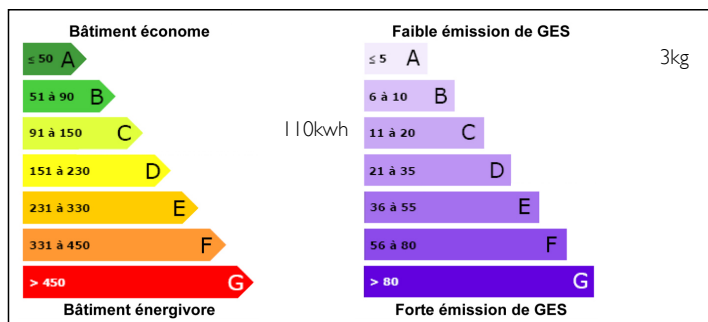 Bâtiment économe
≤ 50 A
51 à 90 B
91 à 150 C
110kwh
151 à 230 D
231 à 330 E
331 à 450 F
> 450 G
Bâtiment énergivore
Faible émission de GES
≤ 5 A
3kg
6 à 10 B
11 à 20 C
21 à 35 D
36 à 55 E
56 à 80 F
> 80 G
Forte émission de GES